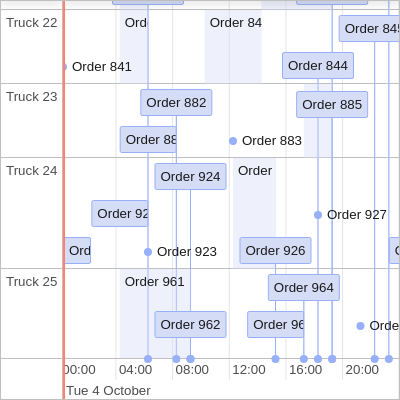 Truck 22
Ord
Order 84
Order 845
Order 841
Order 844
Truck 23
Order 882
Order 885
Order 88
Order 883
Truck 24
Order 924
Order
Order 92
Order 927
Ord
Order 923
Order 926
Truck 25
Order 961
Order 964
Order 962
Order 96
Orde
00:00
04:00
08:00
12:00
16:00
20:00
Tue 4 October